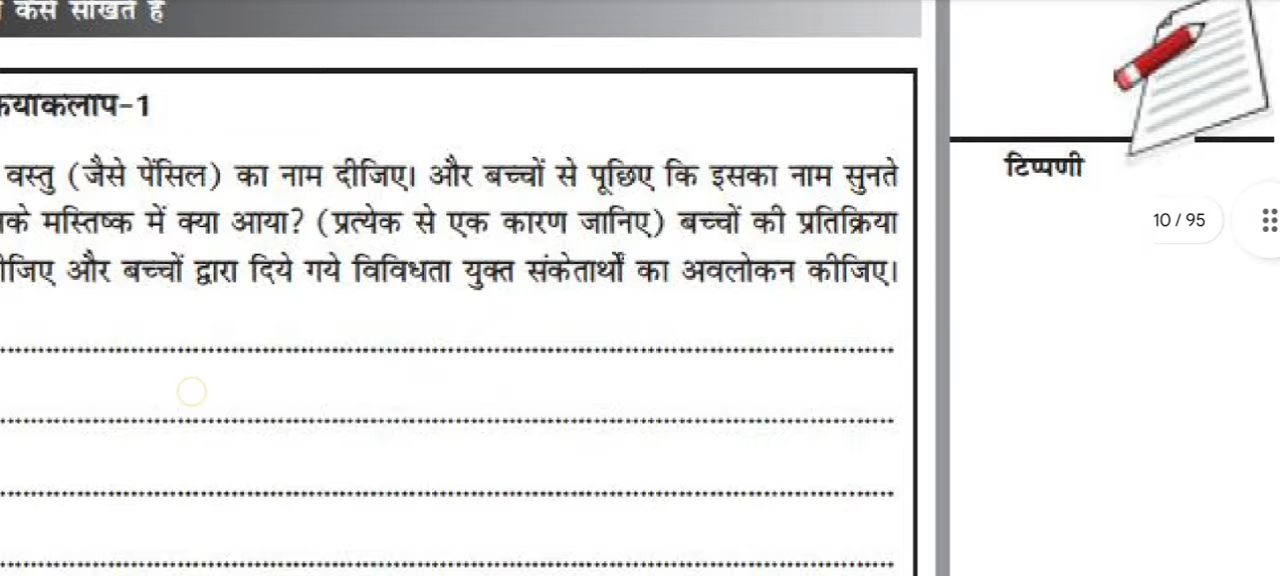 कैसे सीखते हैं
क्रियाकलाप-1
वस्तु (जैसे पेंसिल) का नाम दीजिए। और बच्चों से पूछिए कि इसका नाम सुनते
मस्तिष्क में क्या आया? (प्रत्येक से एक कारण जानिए) बच्चों की प्रतिक्रिया
और बच्चों द्वारा दिये गये विविधता युक्त संकेतार्थों का अवलोकन कीजिए।
टिप्पणी
10 / 95